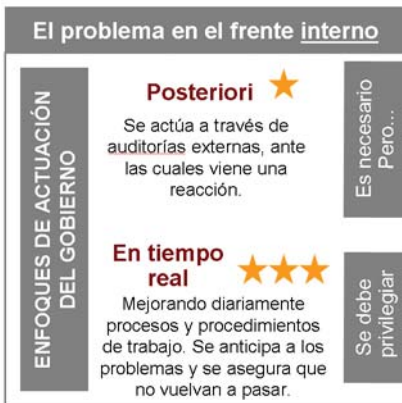 El problema en el frente interno
ENFOQUES DE ACTUACIÓN
DEL GOBIERNO
Posteriori
Se actúa a través de
auditorías externas, ante
las cuales viene una
reacción.
Es necesario
Pero...
En tiempo
real
Mejorando diariamente
procesos y procedimientos
de trabajo. Se anticipa a los
problemas y se asegura que
no vuelvan a pasar.
Se debe
privilegiar